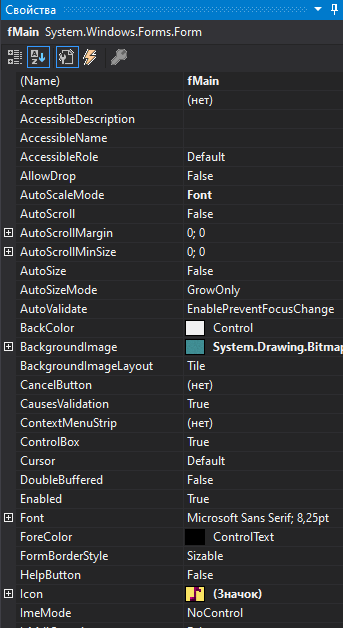 Свойства
fMain System.Windows.Forms.Form
(Name) fMain
AcceptButton (нет)
AccessibleDescription
AccessibleName
AccessibleRole Default
AllowDrop False
AutoScaleMode Font
AutoScroll False
AutoScrollMargin 0; 0
AutoScrollMinSize 0; 0
AutoSize False
AutoSizeMode GrowOnly
AutoValidate EnablePreventFocusChange
BackColor Control
BackgroundImage System.Drawing.Bitmap
BackgroundImageLayout Tile
CancelButton (нет)
CausesValidation True
ContextMenuStrip (нет)
ControlBox True
Cursor Default
DoubleBuffered False
Enabled True
Font Microsoft Sans Serif; 8,25pt
ForeColor ControlText
FormBorderStyle Sizable
HelpButton False
Icon (Значок)
ImeMode NoControl